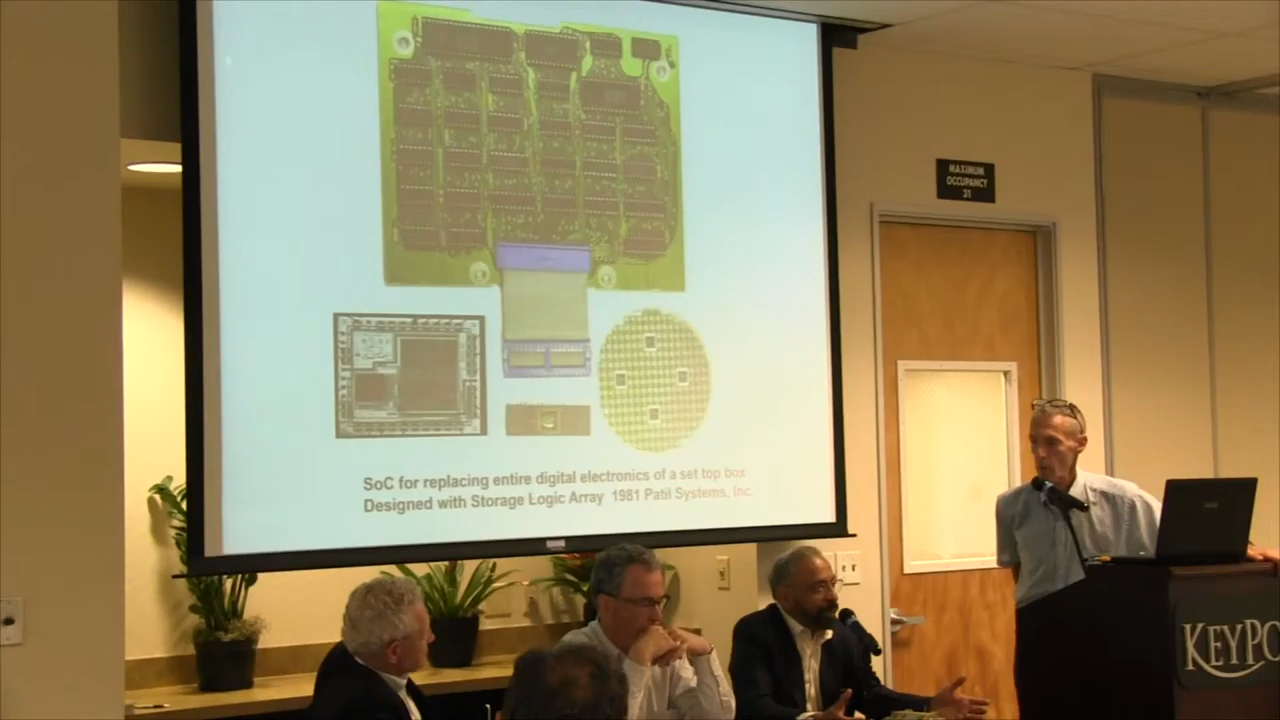 MAXIMUM
OCCUPANCY
31
SoC for replacing entire digital electronics of a set top box
Designed with Storage Logic Array 1981 Patil Systems, Inc.
KEYPO